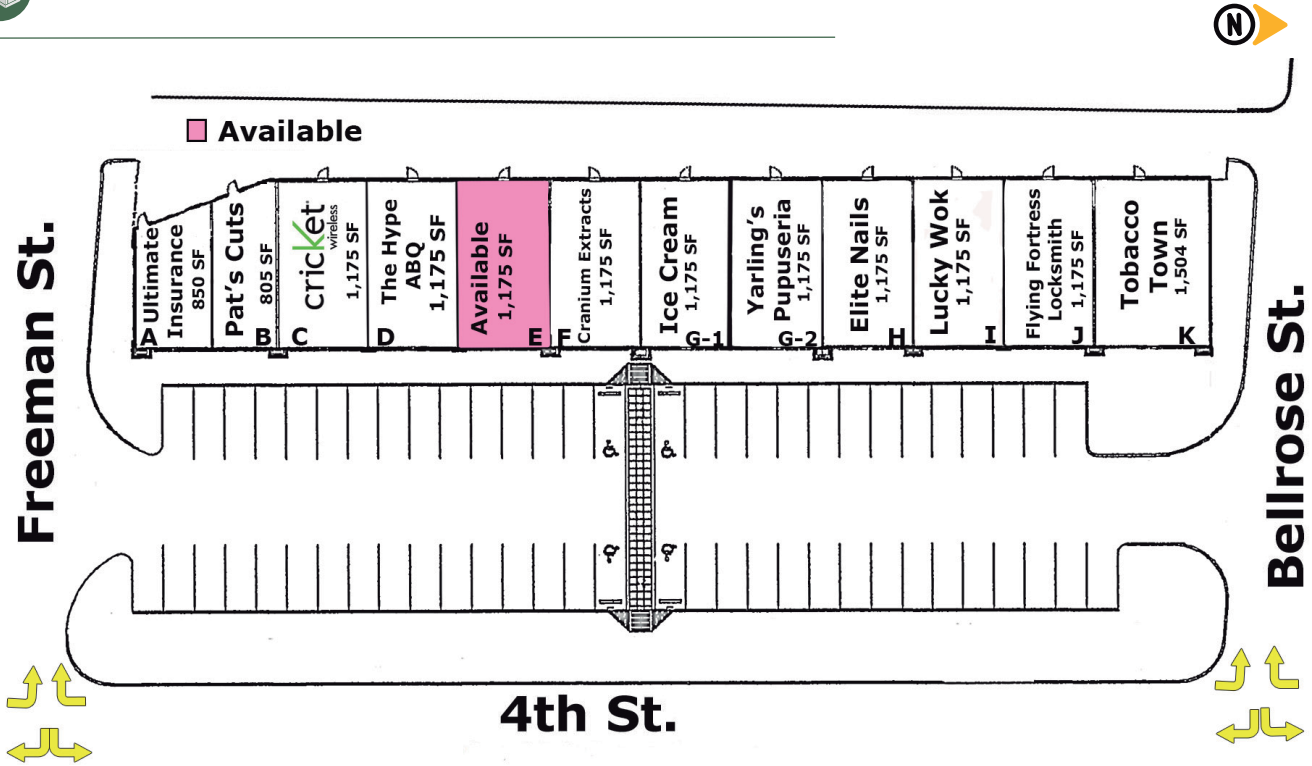 N
Available
Ultimate
Insurance
850 SF
A
Pat's Cuts
805 SF
B
cricket
wireless
1,175 SF
C
The Hype
ABQ
1,175 SF
D
Available
1,175 SF
E
Cranium Extracts
1,175 SF
F
Ice Cream
1,175 SF
G-1
Yarling's
Pupuseria
1,175 SF
G-2
Elite Nails
1,175 SF
H
Lucky Wok
1,175 SF
I
Flying Fortress
Locksmith
1,175 SF
J
Tobacco
Town
1,504 SF
K
Freeman St.
Bellrose St.
4th St.